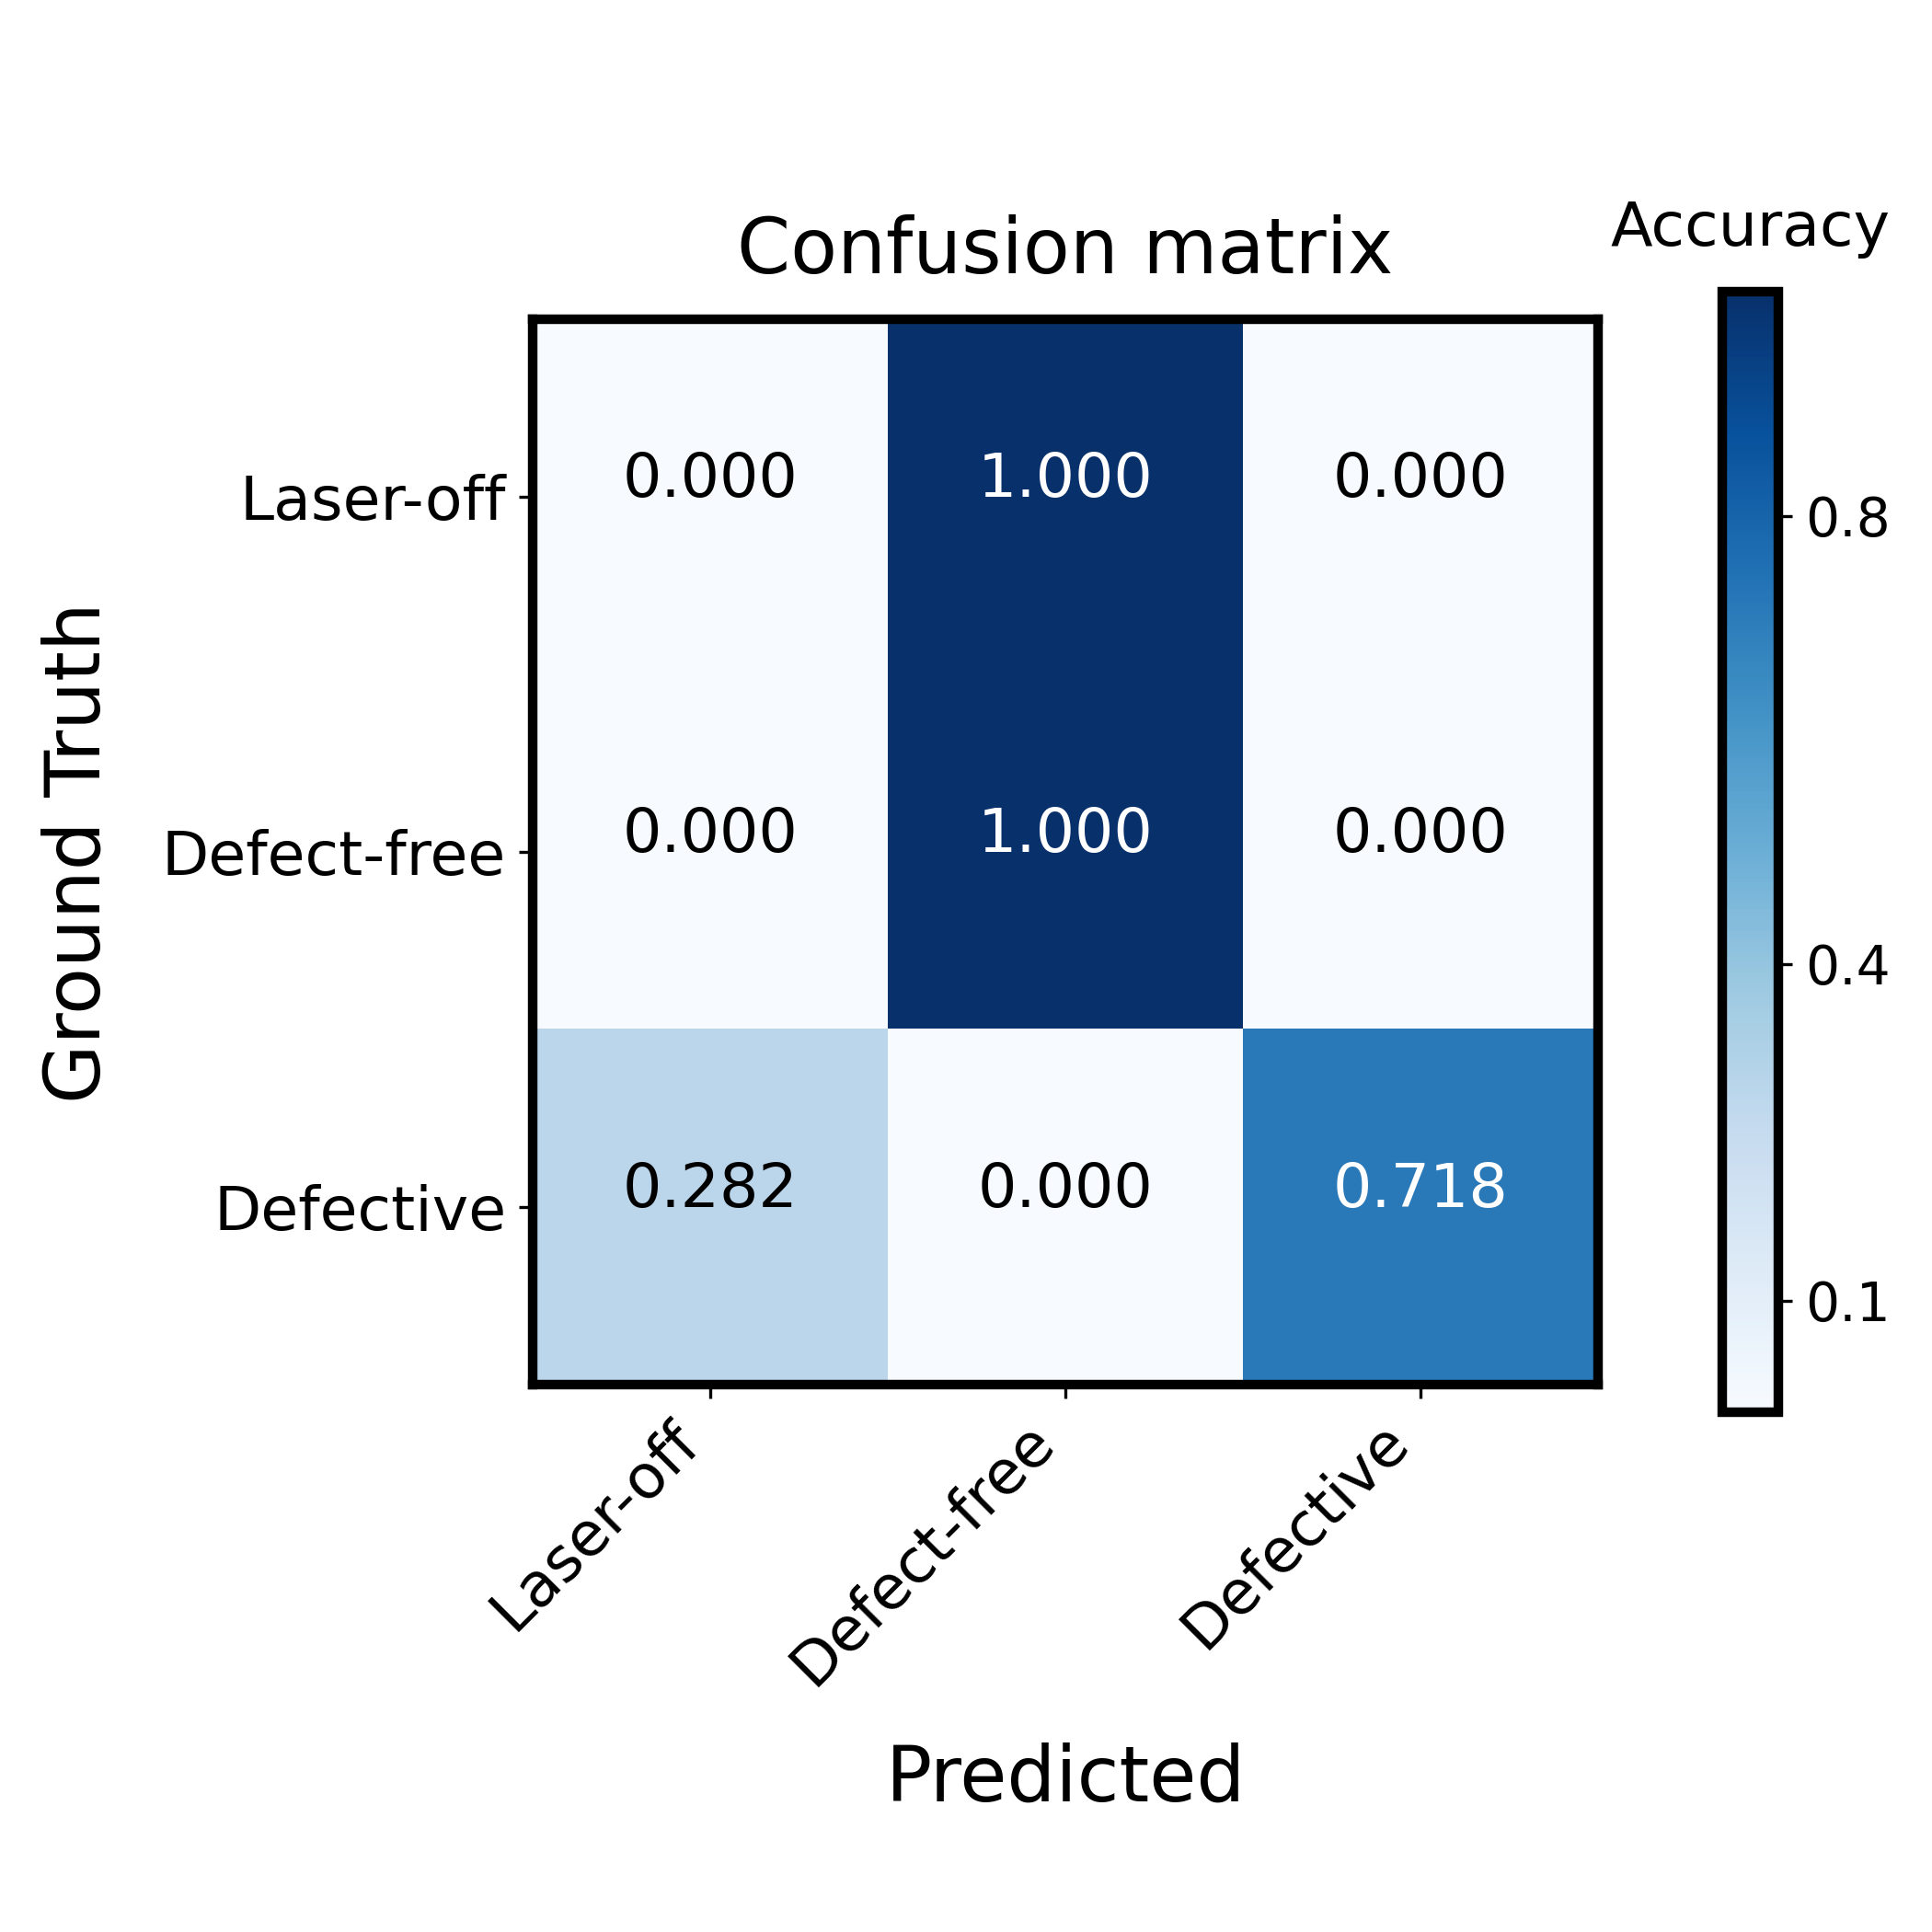 Confusion matrix
Accuracy
Ground Truth
Laser-off
0.000 1.000 0.000
Defect-free
0.000 1.000 0.000
Defective
0.282 0.000 0.718
0.8
0.4
0.1
Laser-off
Defect-free
Defective
Predicted